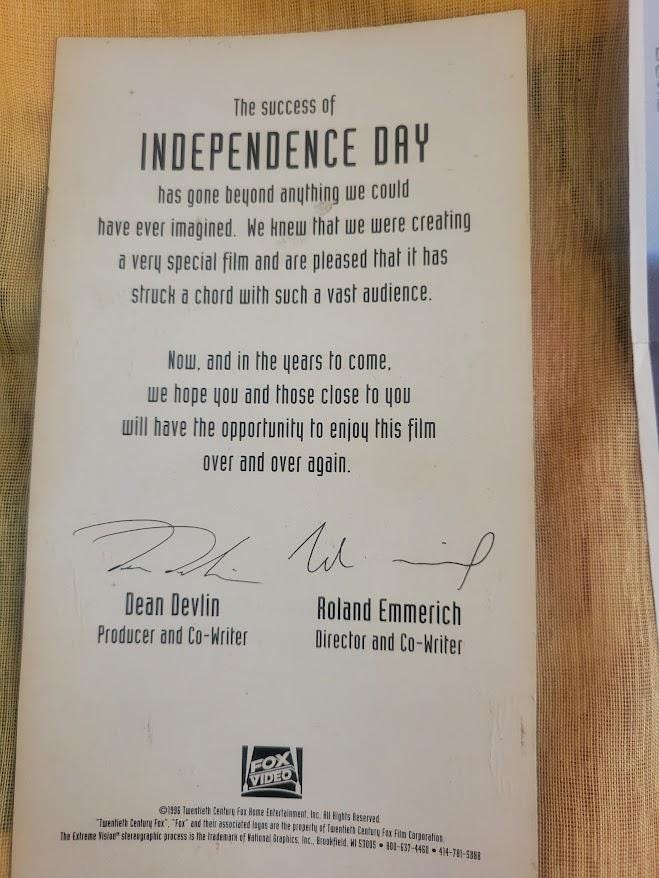 The success of
INDEPENDENCE DAY
has gone beyond anything we could
have ever imagined. We knew that we were creating
a very special film and are pleased that it has
struck a chord with such a vast audience.
Now, and in the years to come,
we hope you and those close to you
will have the opportunity to enjoy this film
over and over again.
Dean Devlin
Producer and Co-Writer
Roland Emmerich
Director and Co-Writer
FOX
VIDEO
©1996 Twentieth Century Fox Home Entertainment, Inc. All Rights Reserved.
"Twentieth Century Fox", "Fox" and their associated logos are the property of Twentieth Century Fox Film Corporation.
The Extreme Vision™ stereographic process is the trademark of National Graphics, Inc., Brookfield, WI 53005 • 800-637-4460 • 414-781-5888